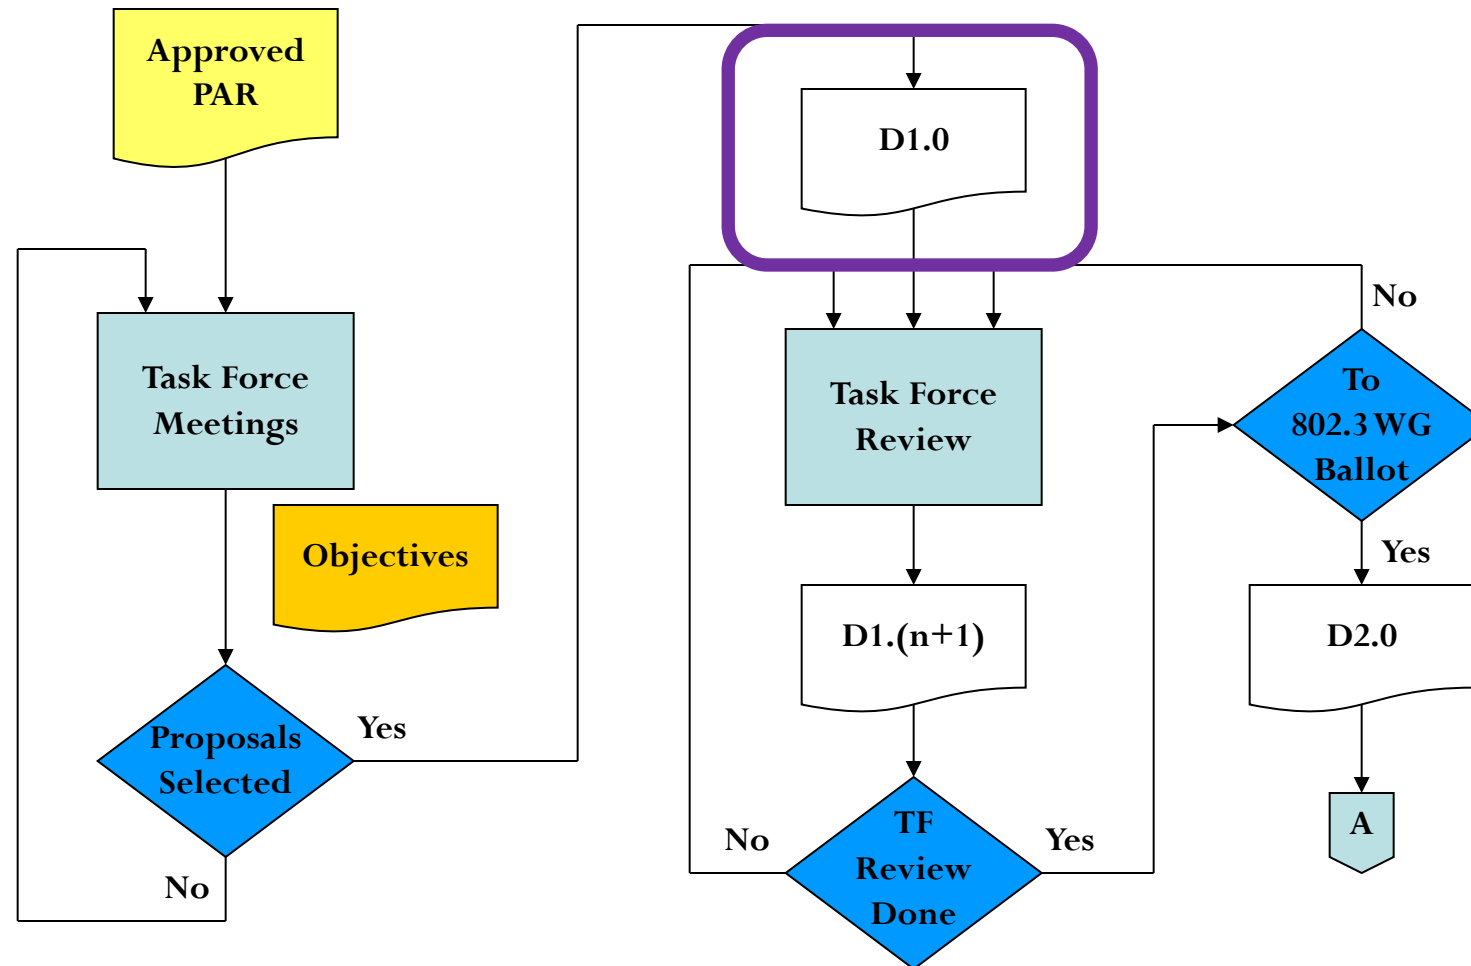 Approved
PAR
Task Force
Meetings
Objectives
Proposals
Selected
Yes
No
D1.0
Task Force
Review
D1.(n+1)
TF
Review
Done
No
Yes
To
802.3 WG
Ballot
No
Yes
D2.0
A